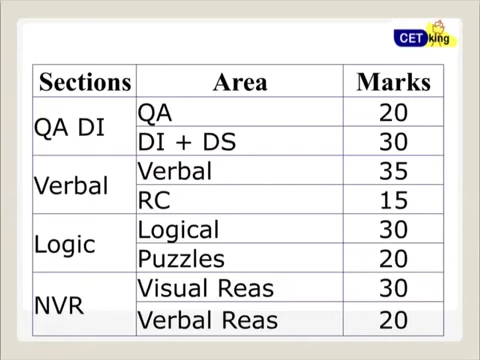 CET king
Sections Area Marks
QA DI QA 20
DI + DS 30
Verbal Verbal 35
RC 15
Logic Logical 30
Puzzles 20
NVR Visual Reas 30
Verbal Reas 20